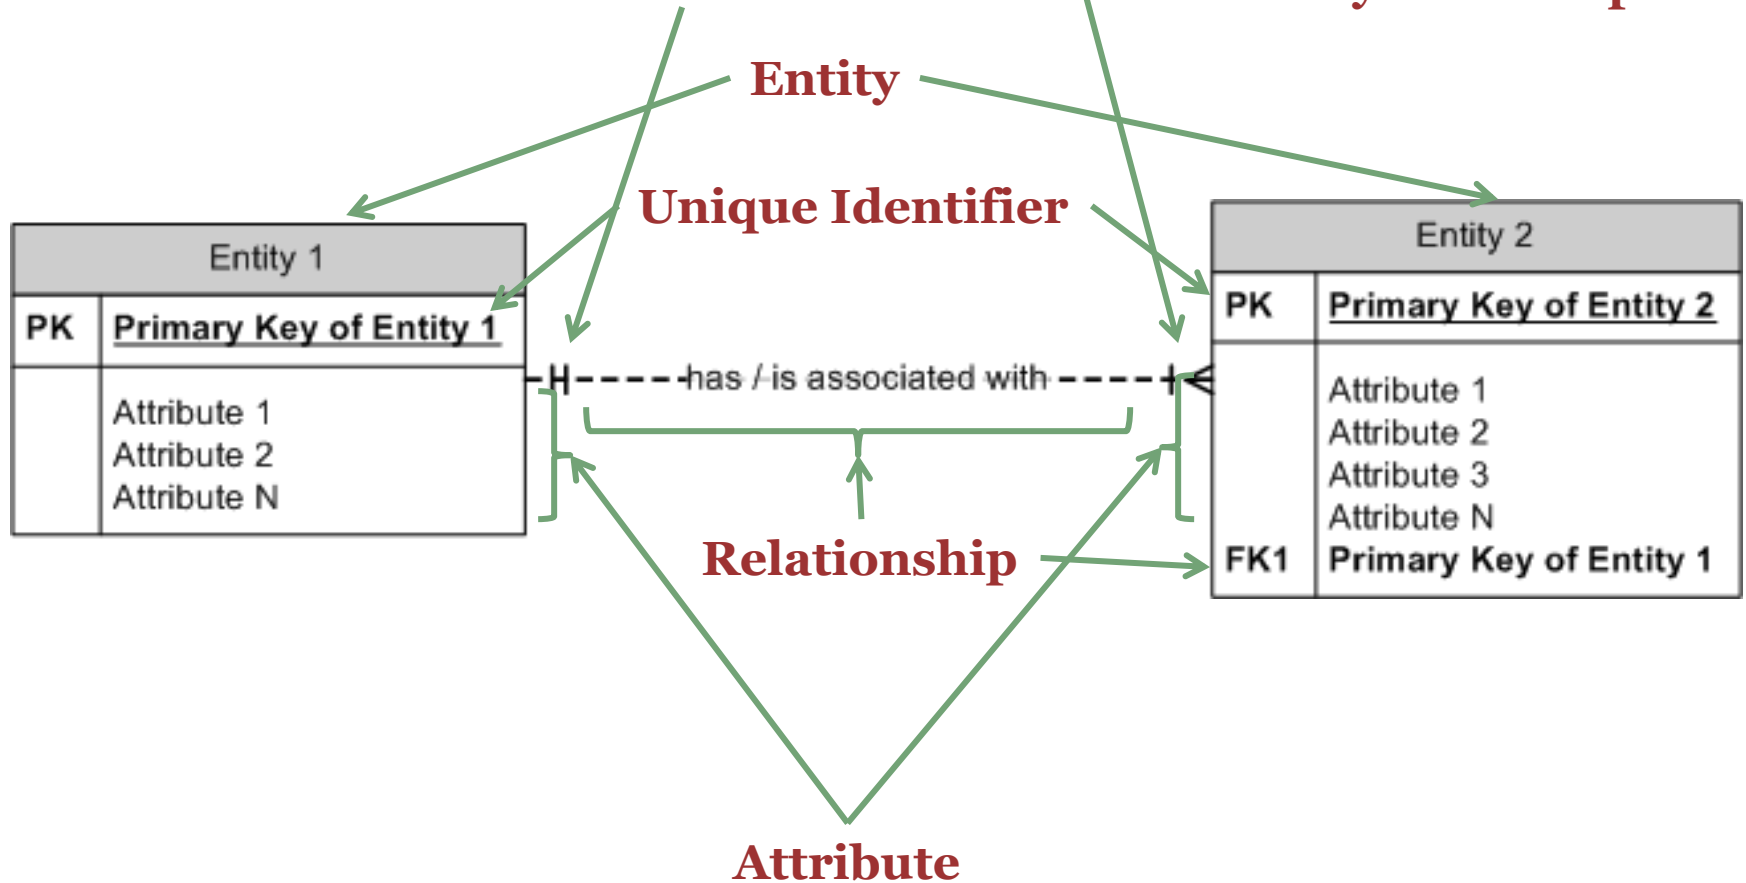 Entity
Unique Identifier
Entity 1
PK Primary Key of Entity 1
Attribute 1
Attribute 2
Attribute N
has / is associated with
Entity 2
PK Primary Key of Entity 2
Attribute 1
Attribute 2
Attribute 3
Attribute N
FK1 Primary Key of Entity 1
Relationship
Attribute